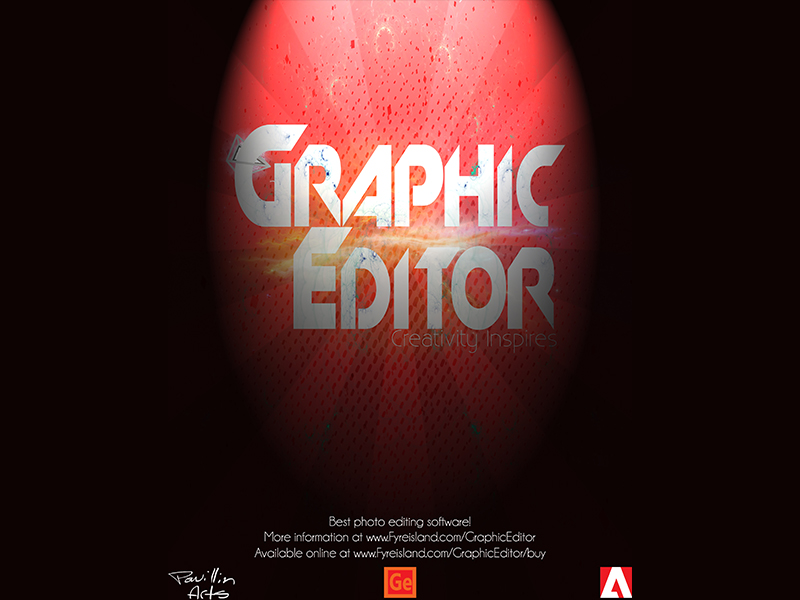 GRAPHIC
EDITOR
Creativity Inspires
Best photo editing software!
More information at www.Fyreisland.com/GraphicEditor
Available online at www.Fyreisland.com/GraphicEditor/buy
Pavillin
Arts
Ge